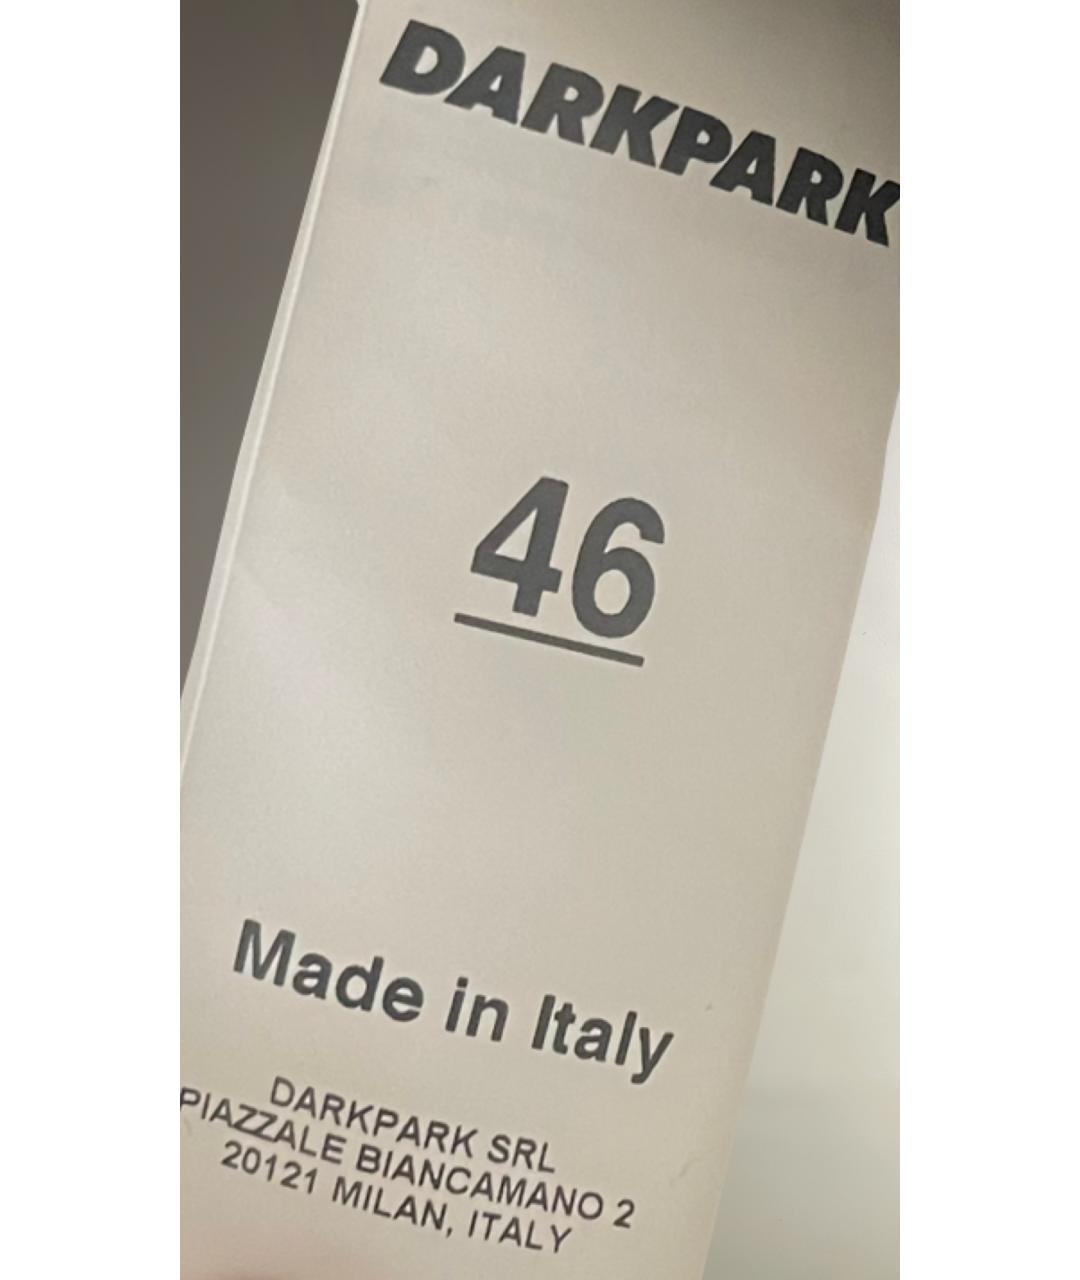 DARKPARK
46
Made in Italy
DARKPARK SRL
PIAZZALE BIANCAMANO 2
20121 MILAN, ITALY